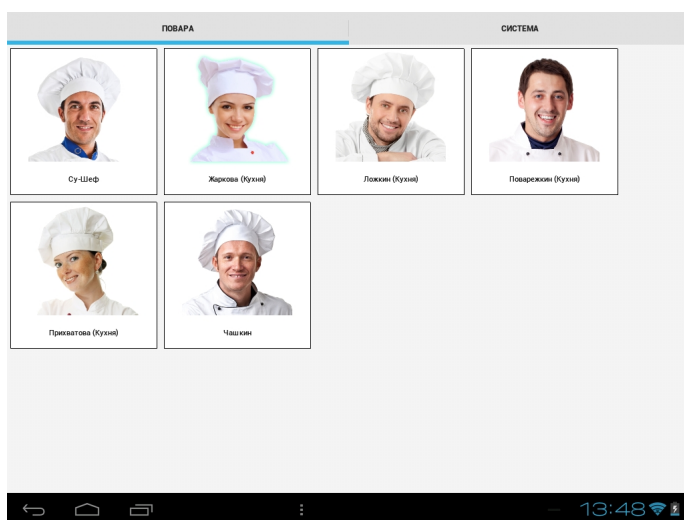 ПОВАРА
СИСТЕМА
Су-Шеф
Жаркова (Кухня)
Ложкин (Кухня)
Поварежкин (Кухня)
Прихватова (Кухня)
Чашкин
13:48